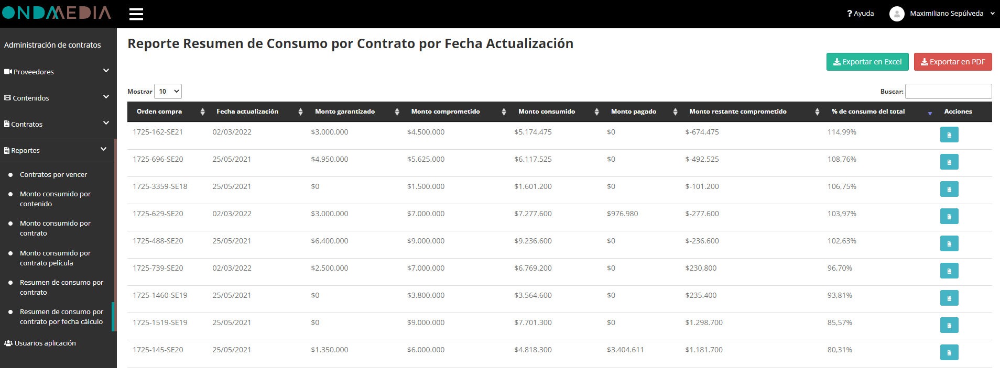 ONDAMEDIA
Ayuda
Maximiliano Sepúlveda
Administración de contratos
Proveedores
Contenidos
Contratos
Reportes
Contratos por vencer
Monto consumido por
contenido
Monto consumido por
contrato
Monto consumido por
contrato película
Resumen de consumo por
contrato
Resumen de consumo por
contrato por fecha cálculo
Usuarios aplicación
Reporte Resumen de Consumo por Contrato por Fecha Actualización
Exportar en Excel Exportar en PDF
Mostrar 10 Buscar:
Orden compra Fecha actualización Monto garantizado Monto comprometido Monto consumido Monto pagado Monto restante comprometido % de consumo del total Acciones
1725-162-SE21 02/03/2022 $3.000.000 $4.500.000 $5.174.475 $0 $-674.475 114,99%
1725-696-SE20 25/05/2021 $4.950.000 $5.625.000 $6.117.525 $0 $-492.525 108,76%
1725-3359-SE18 25/05/2021 $0 $1.500.000 $1.601.200 $0 $-101.200 106,75%
1725-629-SE20 02/03/2022 $3.000.000 $7.000.000 $7.277.600 $976.980 $-277.600 103,97%
1725-488-SE20 25/05/2021 $6.400.000 $9.000.000 $9.236.600 $0 $-236.600 102,63%
1725-739-SE20 02/03/2022 $2.500.000 $7.000.000 $6.769.200 $0 $230.800 96,70%
1725-1460-SE19 25/05/2021 $0 $3.800.000 $3.564.600 $0 $235.400 93,81%
1725-1519-SE19 25/05/2021 $0 $9.000.000 $7.701.300 $0 $1.298.700 85,57%
1725-145-SE20 25/05/2021 $1.350.000 $6.000.000 $4.818.300 $3.404.611 $1.181.700 80,31%